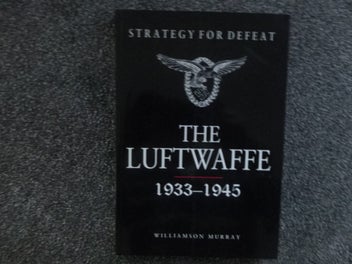 STRATEGY FOR DEFEAT
THE
LUFTWAFFE
1933–1945
WILLIAMSON MURRAY